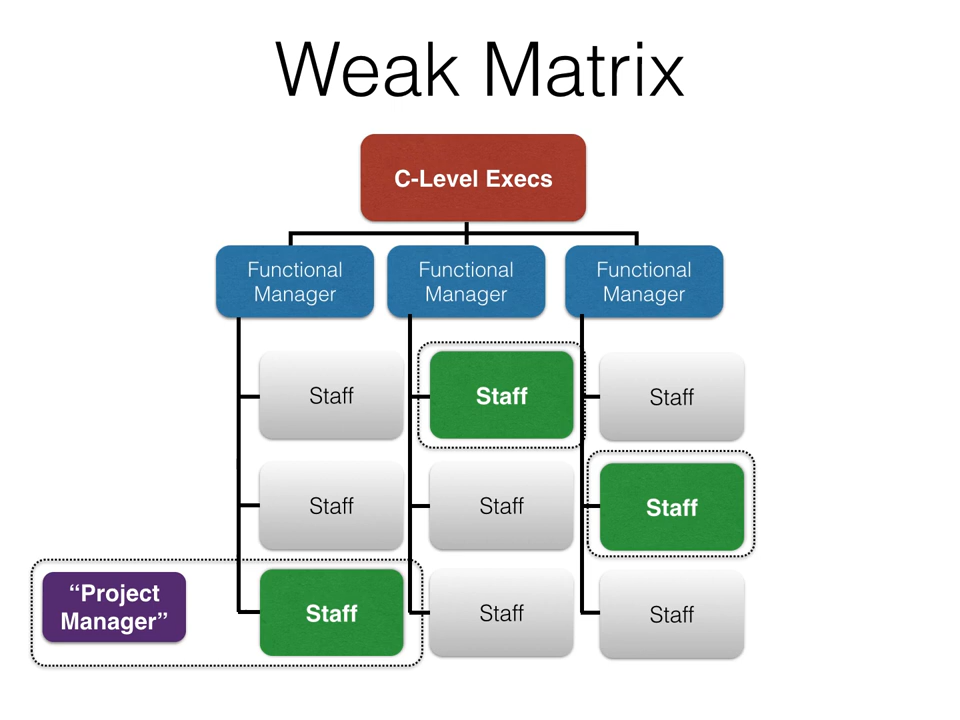 Weak Matrix
C-Level Execs
Functional
Manager
Functional
Manager
Functional
Manager
Staff
Staff
Staff
Staff
Staff
Staff
“Project
Manager”
Staff
Staff
Staff